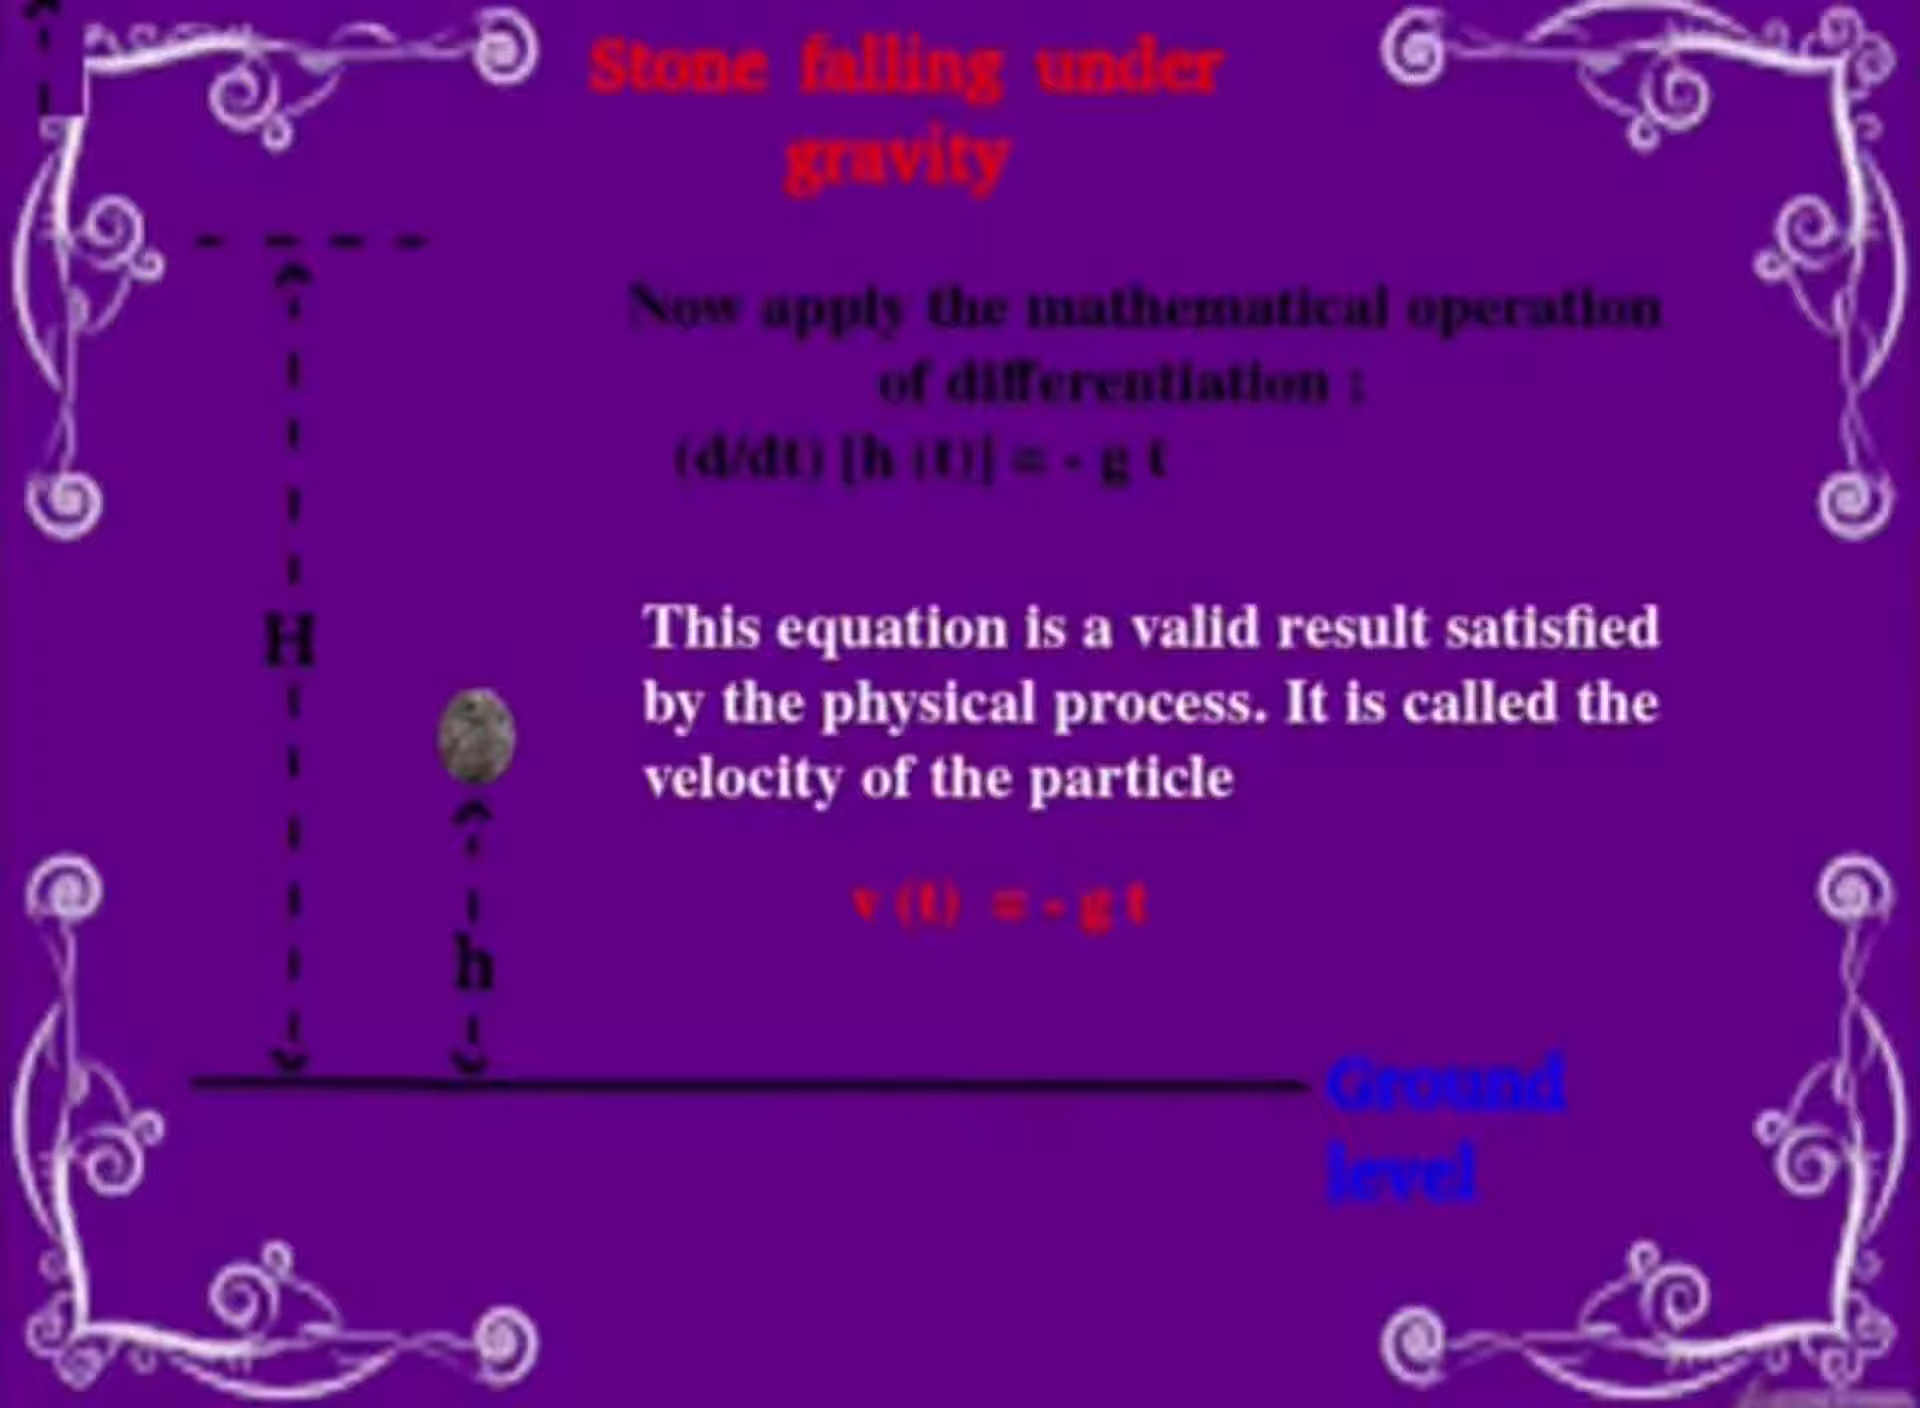 Stone falling under
gravity
Now apply the mathematical operation
of differentiation :
(d/dt) [h (t)] = - g t
H
This equation is a valid result satisfied
by the physical process. It is called the
velocity of the particle
v (t) = - g t
h
Ground
level